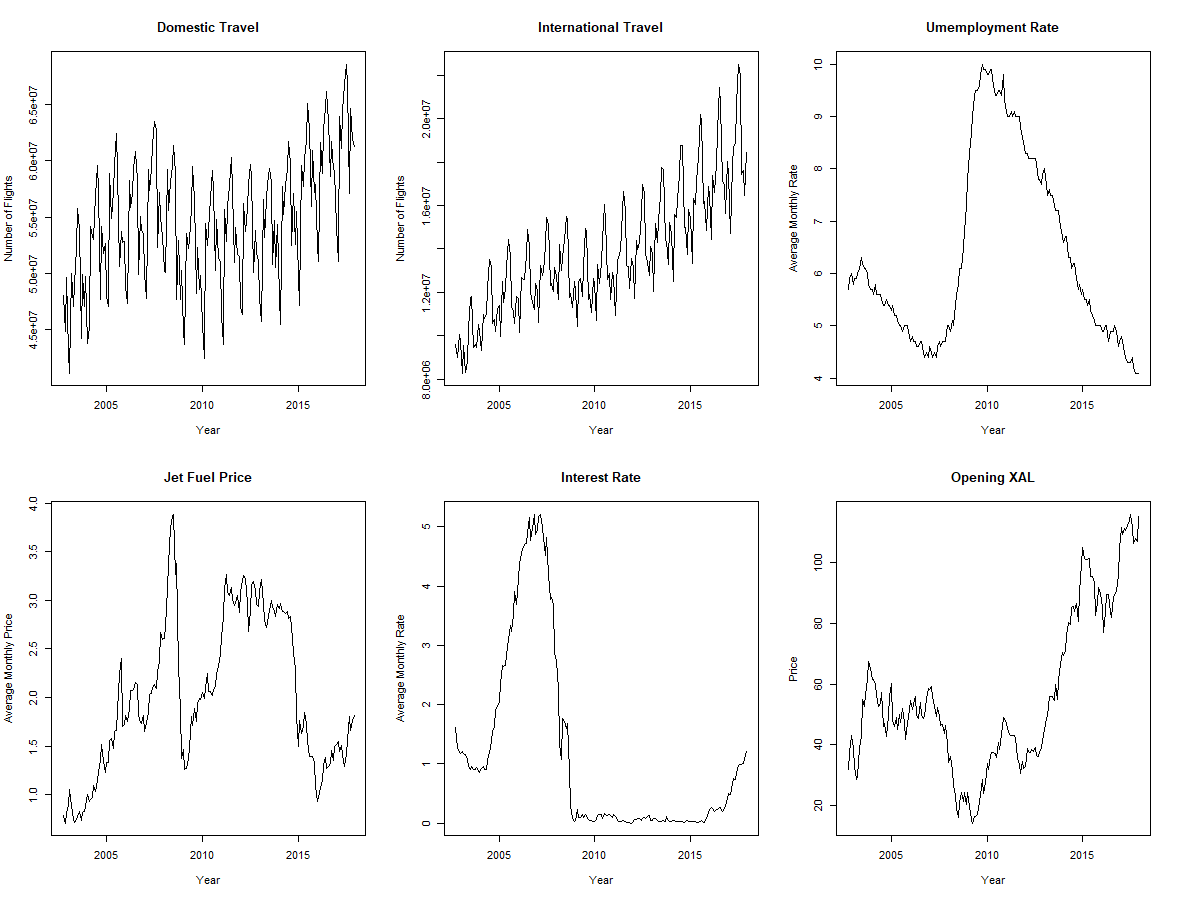 Domestic Travel
Number of Flights
4.5e+07 5.0e+07 5.5e+07 6.0e+07 6.5e+07
2005 2010 2015
Year
International Travel
Number of Flights
8.0e+06 1.2e+07 1.6e+07 2.0e+07
2005 2010 2015
Year
Umemployment Rate
Average Monthly Rate
4 5 6 7 8 9 10
2005 2010 2015
Year
Jet Fuel Price
Average Monthly Price
1.0 1.5 2.0 2.5 3.0 3.5 4.0
2005 2010 2015
Year
Interest Rate
Average Monthly Rate
0 1 2 3 4 5
2005 2010 2015
Year
Opening XAL
Price
20 40 60 80 100
2005 2010 2015
Year